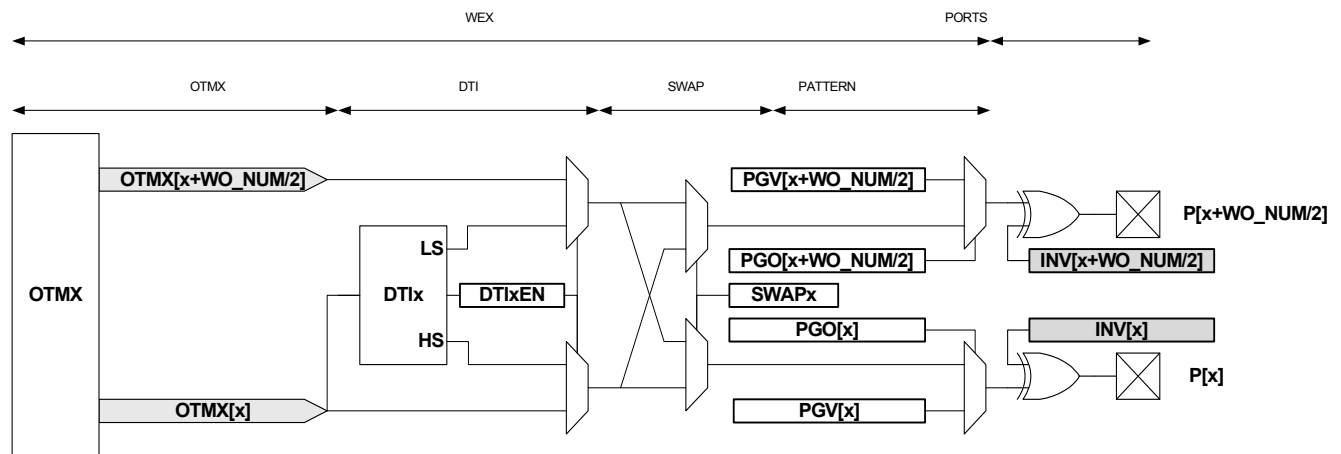 WEX PORTS
OTMX DTI SWAP PATTERN
OTMX[x+WO_NUM/2] PGV[x+WO_NUM/2]
P[x+WO_NUM/2]
LS
PGO[x+WO_NUM/2] INV[x+WO_NUM/2]
OTMX DTIx DTIxEN SWAPx
HS PGO[x] INV[x]
P[x]
OTMX[x] PGV[x]